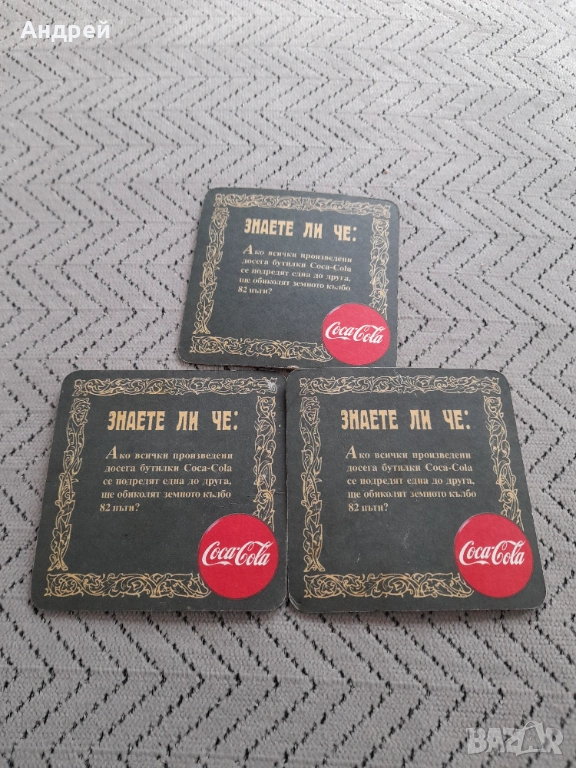 Андрей
ЗНАЕТЕ ЛИ ЧЕ:
Ако всички произведени
досега бутилки Coca-Cola
се подредят една до друга,
ще обиколят земното кълбо
82 пъти?
Coca-Cola
ЗНАЕТЕ ЛИ ЧЕ:
Ако всички произведени
досега бутилки Coca-Cola
се подредят една до друга,
ще обиколят земното кълбо
82 пъти?
Coca-Cola
ЗНАЕТЕ ЛИ ЧЕ:
Ако всички произведени
досега бутилки Coca-Cola
се подредят една до друга,
ще обиколят земното кълбо
82 пъти?
Coca-Cola
BAZAR